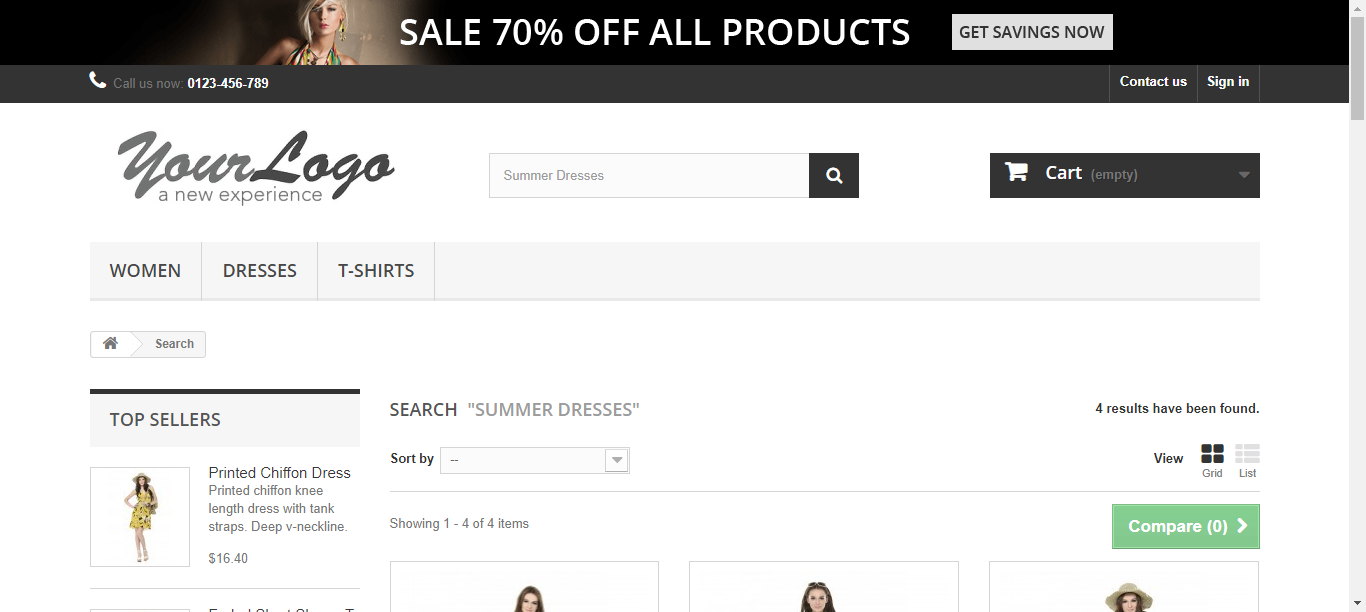 SALE 70% OFF ALL PRODUCTS
GET SAVINGS NOW
Call us now: 0123-456-789
Contact us
Sign in
YourLogo
a new experience
Summer Dresses
Cart (empty)
WOMEN
DRESSES
T-SHIRTS
Search
TOP SELLERS
Printed Chiffon Dress
Printed chiffon knee
length dress with tank
straps. Deep v-neckline.
$16.40
SEARCH "SUMMER DRESSES"
4 results have been found.
Sort by
--
View
Grid
List
Showing 1 - 4 of 4 items
Compare (0)